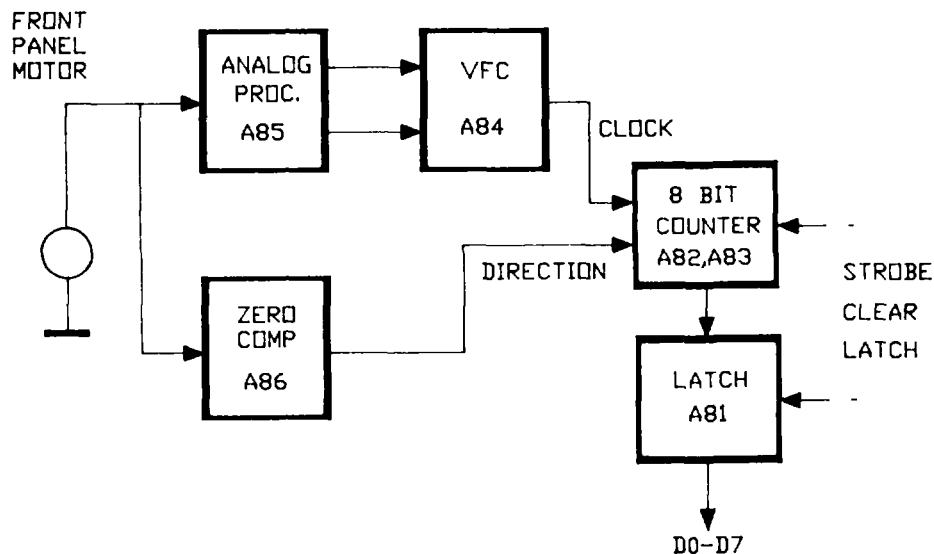 FRONT
PANEL
MOTOR
ANALOG
PROC.
A85
VFC
A84
CLOCK
8 BIT
COUNTER
A82,A83
DIRECTION
ZERO
COMP
A86
STROBE
CLEAR
LATCH
LATCH
A81
D0-D7